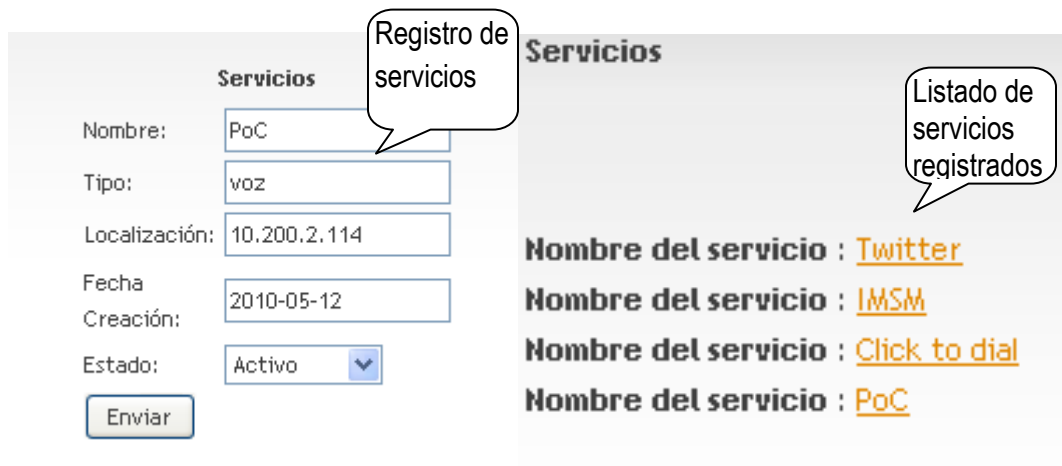 Registro de
servicios
Servicios
Nombre: PoC
Tipo: voz
Localización: 10.200.2.114
Fecha
Creación: 2010-05-12
Estado: Activo
Enviar
Servicios
Listado de
servicios
registrados
Nombre del servicio : Twitter
Nombre del servicio : IMSM
Nombre del servicio : Click to dial
Nombre del servicio : PoC